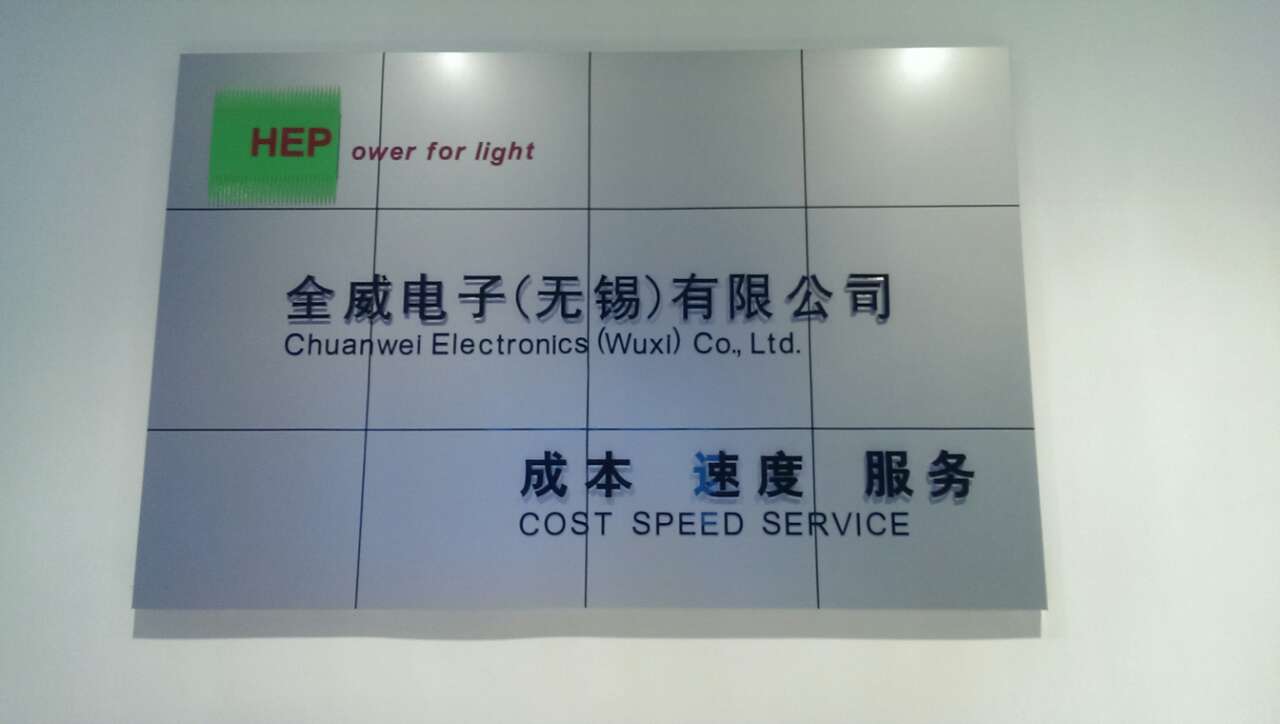 HEP ower for light
全威电子(无锡)有限公司
Chuanwei Electronics (Wuxi) Co., Ltd.
成本 速度 服务
COST SPEED SERVICE